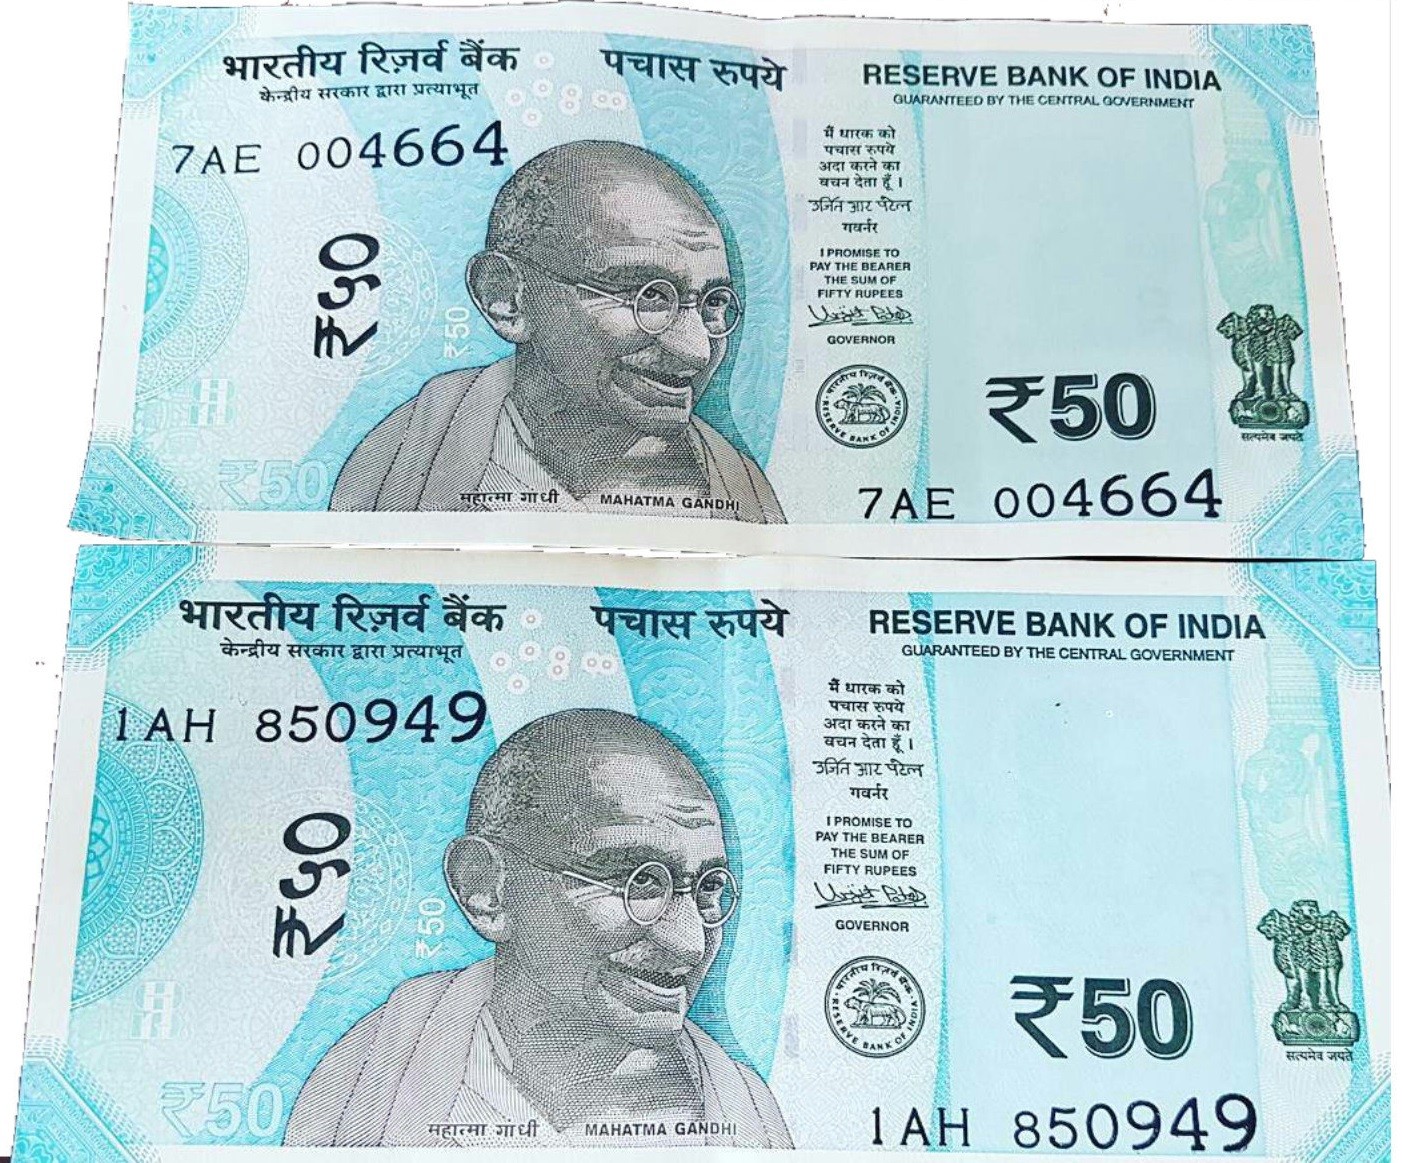 भारतीय रिज़र्व बैंक
केन्द्रीय सरकार द्वारा प्रत्याभूत
पचास रुपये
RESERVE BANK OF INDIA
GUARANTEED BY THE CENTRAL GOVERNMENT
7AE 004664
₹५०
₹50
₹50
महात्मा गांधी
MAHATMA GANDHI
मैं धारक को
पचास रुपये
अदा करने का
वचन देता हूँ ।
उर्जित आर पटेल
गवर्नर
I PROMISE TO
PAY THE BEARER
THE SUM OF
FIFTY RUPEES
Urjit Patel
GOVERNOR
भारतीय रिज़र्व बैंक
RESERVE BANK OF INDIA
₹50
सत्यमेव जयते
7AE 004664
भारतीय रिज़र्व बैंक
केन्द्रीय सरकार द्वारा प्रत्याभूत
पचास रुपये
RESERVE BANK OF INDIA
GUARANTEED BY THE CENTRAL GOVERNMENT
1AH 850949
₹५०
₹50
₹50
महात्मा गांधी
MAHATMA GANDHI
मैं धारक को
पचास रुपये
अदा करने का
वचन देता हूँ ।
उर्जित आर पटेल
गवर्नर
I PROMISE TO
PAY THE BEARER
THE SUM OF
FIFTY RUPEES
Urjit Patel
GOVERNOR
भारतीय रिज़र्व बैंक
RESERVE BANK OF INDIA
₹50
सत्यमेव जयते
1AH 850949